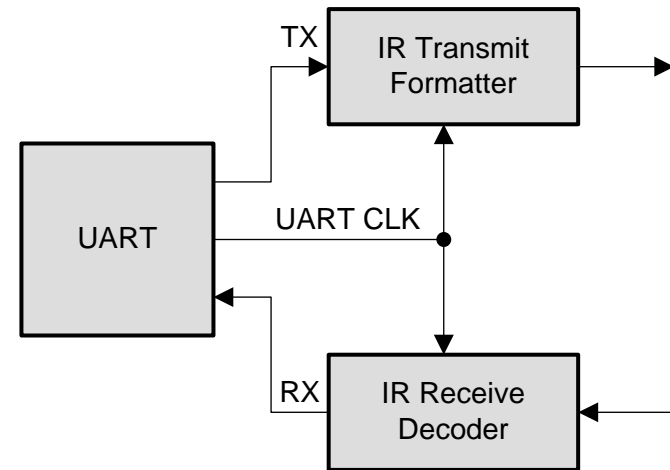 TX
IR Transmit
Formatter
UART
UART CLK
RX
IR Receive
Decoder